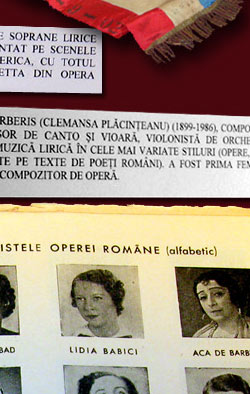 E SOPRANE LIRICE
NTAT PE SCENELE
ERICA, CU TOTUL
ETTA DIN OPERA
RBERIS (CLEMANSA PLĂCINȚEANU) (1899-1986), COMPO
SOR DE CANTO ȘI VIOARĂ, VIOLONISTĂ DE ORCHE
MUZICĂ LIRICĂ ÎN CELE MAI VARIATE STILURI (OPERE,
TE PE TEXTE DE POEȚI ROMÂNI). A FOST PRIMA FEM
COMPOZITOR DE OPERĂ.
ISTELE OPEREI ROMÂNE (alfabetic)
BAD LIDIA BABICI ACA DE BARB